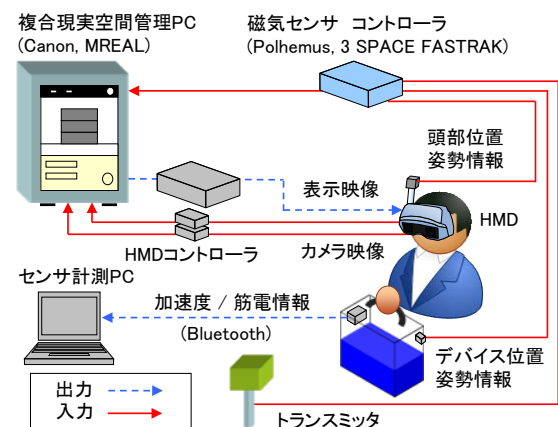 複合現実空間管理PC
(Canon, MREAL)
磁気センサ コントローラ
(Polhemus, 3 SPACE FASTRAK)
頭部位置
姿勢情報
表示映像
HMD
HMDコントローラ
カメラ映像
センサ計測PC
加速度 / 筋電情報
(Bluetooth)
デバイス位置
姿勢情報
出力
入力
トランスミッタ